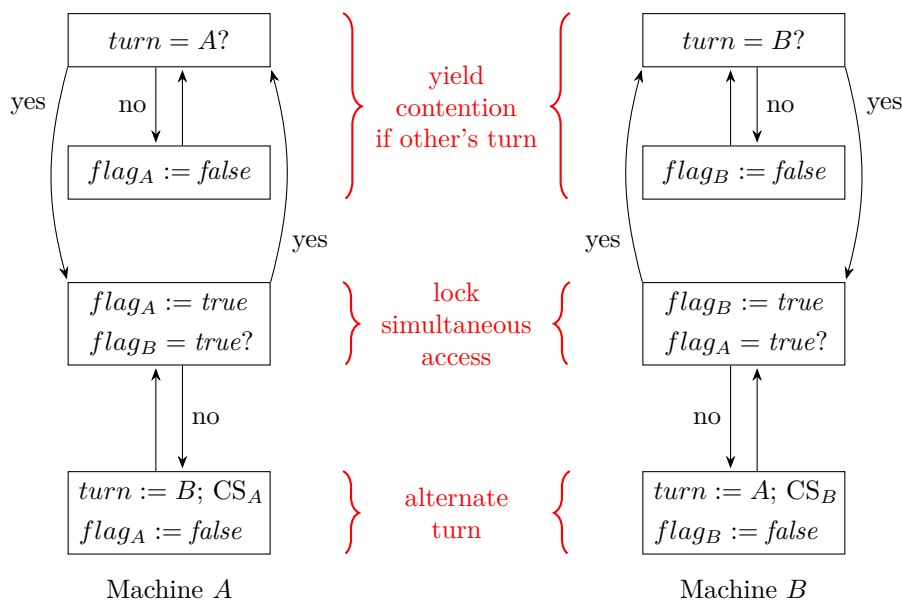 turn = A?
yes
no
flag_A := false
yes
flag_A := true
flag_B = true?
no
turn := B; CS_A
flag_A := false
Machine A
yield
contention
if other's turn
lock
simultaneous
access
alternate
turn
turn = B?
no
yes
flag_B := false
yes
flag_B := true
flag_A = true?
no
turn := A; CS_B
flag_B := false
Machine B